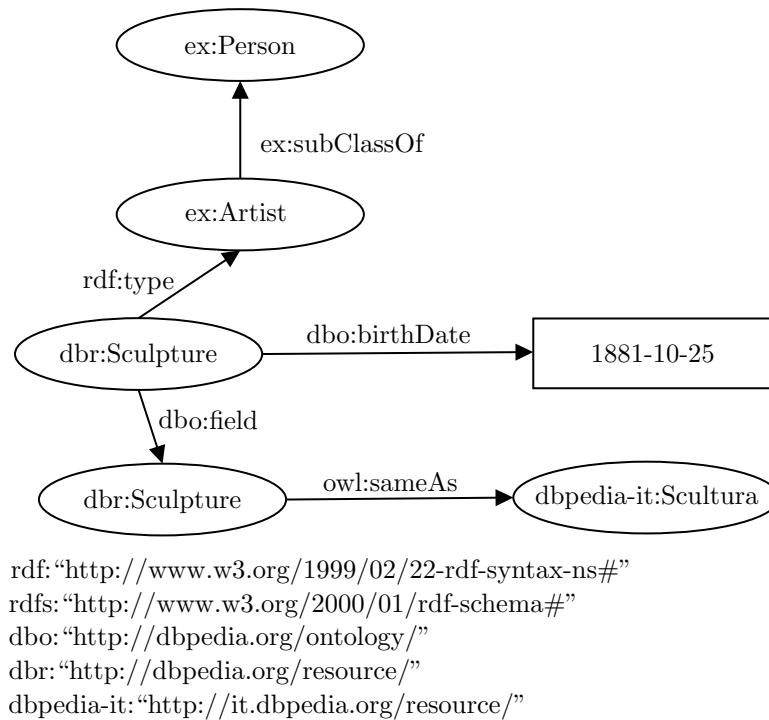 ex:Person
ex:subClassOf
ex:Artist
rdf:type
dbr:Sculpture
dbo:birthDate
1881-10-25
dbo:field
dbr:Sculpture
owl:sameAs
dbpedia-it:Scultura
rdf:“http://www.w3.org/1999/02/22-rdf-syntax-ns#”
rdfs:“http://www.w3.org/2000/01/rdf-schema#”
dbo:“http://dbpedia.org/ontology/”
dbr:“http://dbpedia.org/resource/”
dbpedia-it:“http://it.dbpedia.org/resource/”